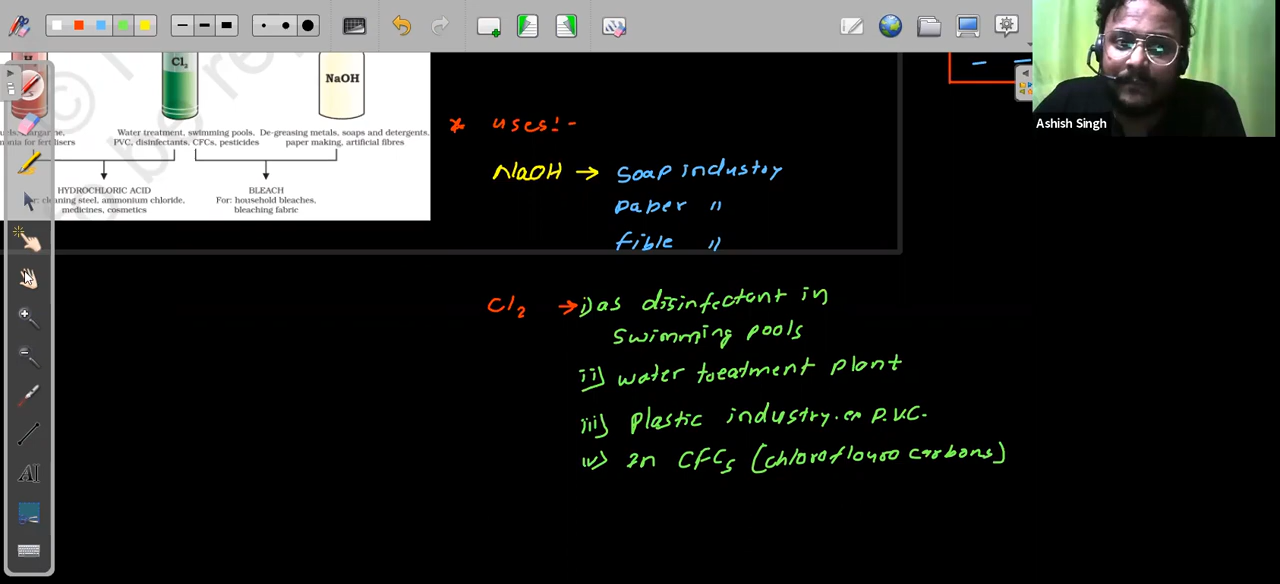 Cl₂
NaOH
Water treatment, swimming pools, PVC, disinfectants, CFCs, pesticides
De-greasing metals, soaps and detergents, paper making, artificial fibres
HYDROCHLORIC ACID
cleaning steel, ammonium chloride,
medicines, cosmetics
BLEACH
For: household bleaches,
bleaching fabric
* uses:-
NaOH → soap industry
paper 〃
fible 〃
Cl₂ → i) as disinfectant in
swimming pools
ii) water treatment plant
iii) plastic industry. en P.V.C.
iv) In CFCs (chloroflouro carbons)
Ashish Singh
AI